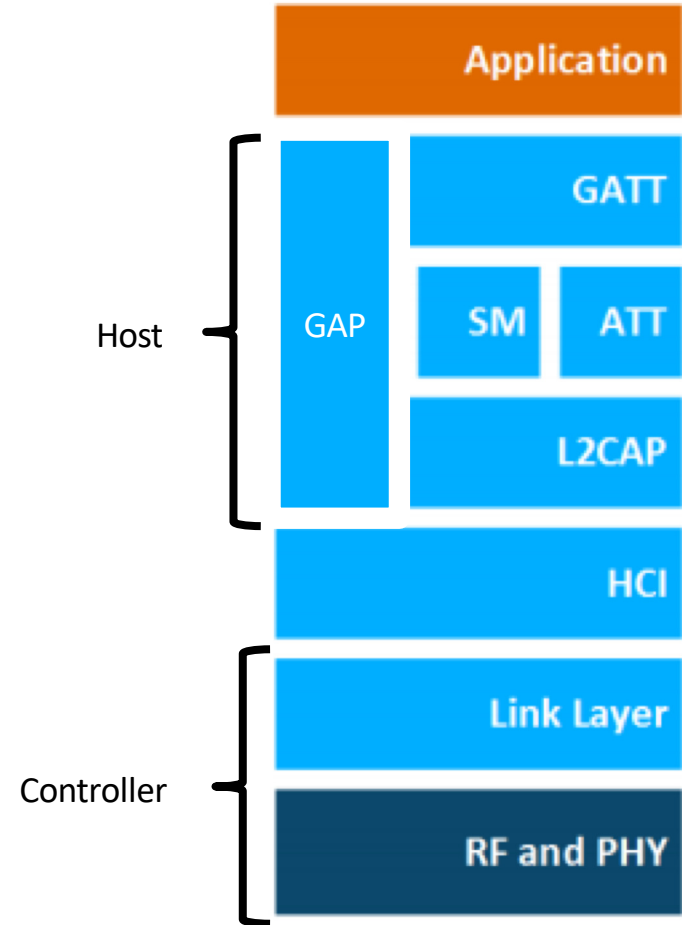 Application
GATT
Host
GAP
SM
ATT
L2CAP
HCI
Link Layer
Controller
RF and PHY